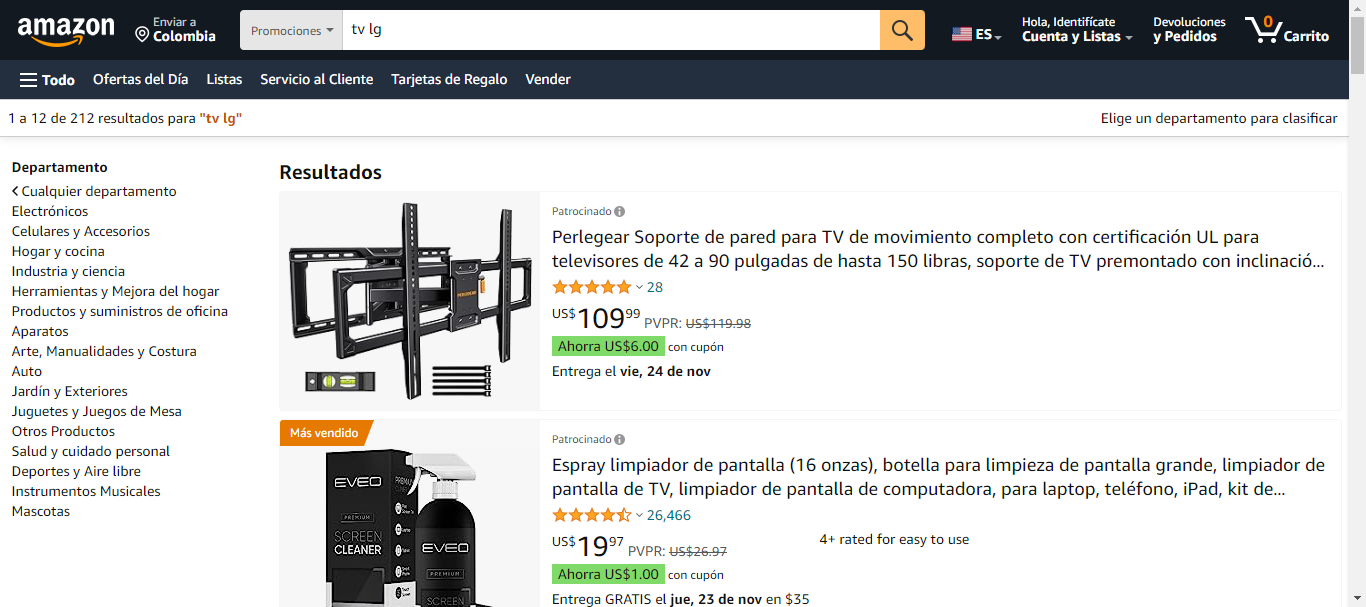 amazon
Enviar a
Colombia
Promociones
tv lg
ES
Hola, Identifícate
Cuenta y Listas
Devoluciones
y Pedidos
0
Carrito
Todo
Ofertas del Día
Listas
Servicio al Cliente
Tarjetas de Regalo
Vender
1 a 12 de 212 resultados para "tv lg"
Elige un departamento para clasificar
Departamento
Cualquier departamento
Electrónicos
Celulares y Accesorios
Hogar y cocina
Industria y ciencia
Herramientas y Mejora del hogar
Productos y suministros de oficina
Aparatos
Arte, Manualidades y Costura
Auto
Jardín y Exteriores
Juguetes y Juegos de Mesa
Otros Productos
Salud y cuidado personal
Deportes y Aire libre
Instrumentos Musicales
Mascotas
Resultados
Patrocinado
Perlegear Soporte de pared para TV de movimiento completo con certificación UL para
televisores de 42 a 90 pulgadas de hasta 150 libras, soporte de TV premontado con inclinació...
28
US$109.99 PVPR: US$119.98
Ahorra US$6.00 con cupón
Entrega el vie, 24 de nov
Más vendido
EVEO
PREMIUM
SCREEN
CLEANER
EVEO
PREMIUM
SCREEN
Patrocinado
Espray limpiador de pantalla (16 onzas), botella para limpieza de pantalla grande, limpiador de
pantalla de TV, limpiador de pantalla de computadora, para laptop, teléfono, iPad, kit de...
26,466
US$19.97 PVPR: US$26.97
4+ rated for easy to use
Ahorra US$1.00 con cupón
Entrega GRATIS el jue, 23 de nov en $35